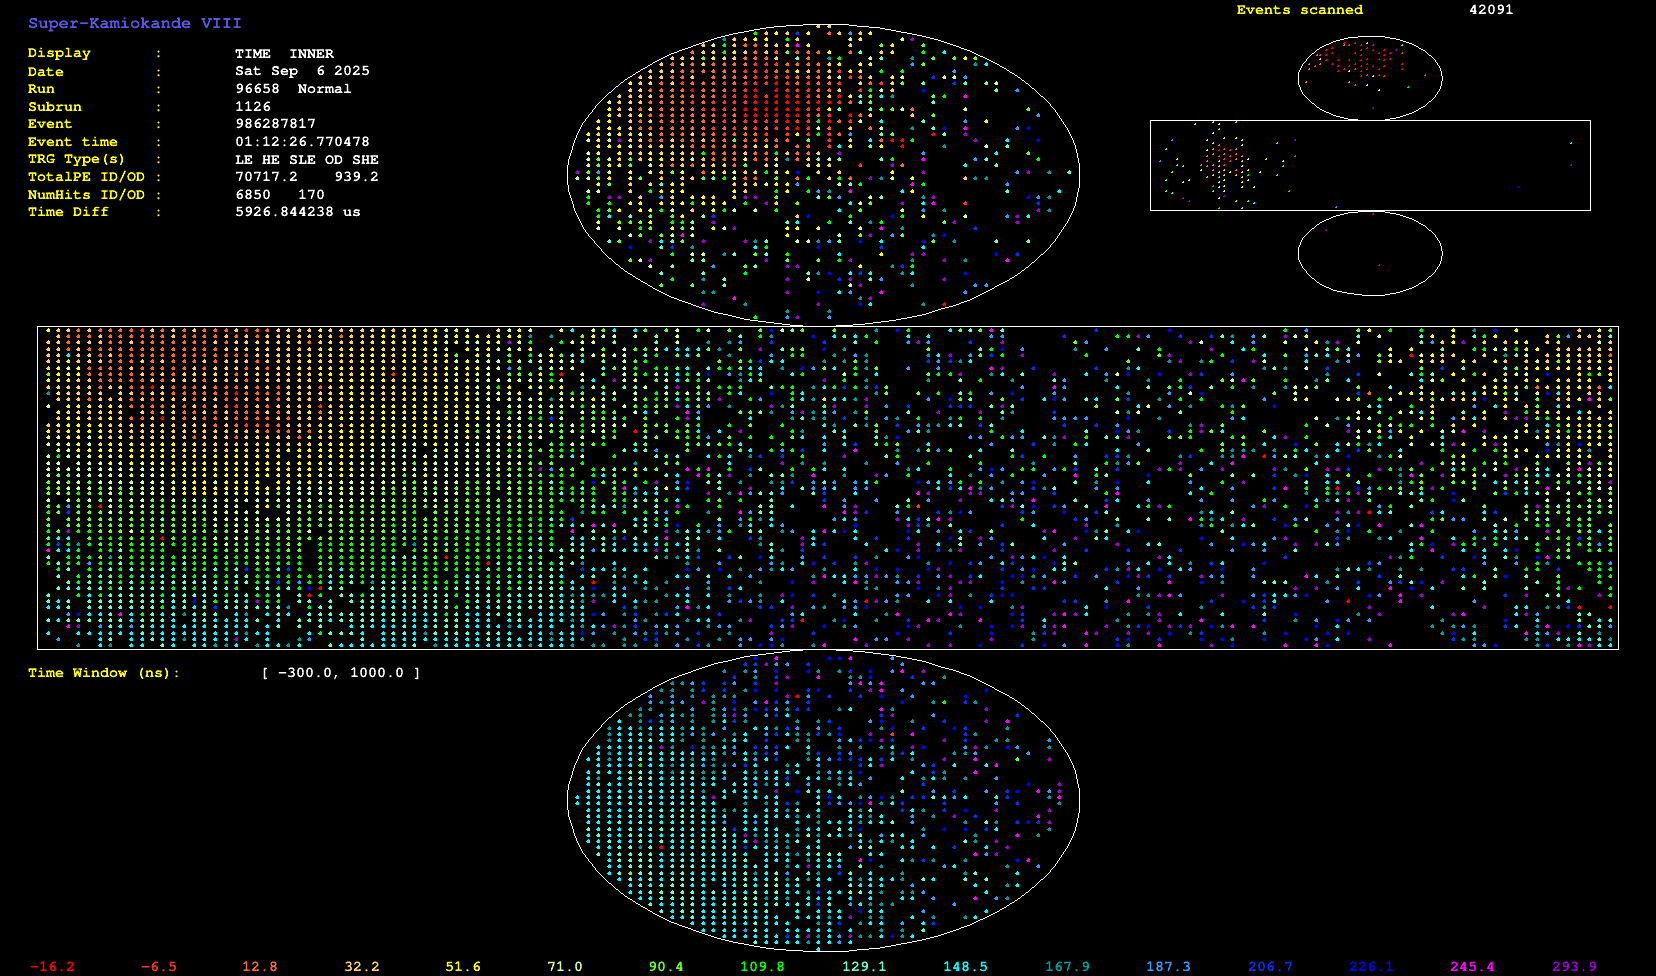 Super-Kamiokande VIII
Events scanned 42091
Display : TIME INNER
Date : Sat Sep 6 2025
Run : 96658 Normal
Subrun : 1126
Event : 986287817
Event time : 01:12:26.770478
TRG Type(s) : LE HE SLE OD SHE
TotalPE ID/OD : 70717.2 939.2
NumHits ID/OD : 6850 170
Time Diff : 5926.844238 us
Time Window (ns): [ -300.0, 1000.0 ]
-16.2 -6.5 12.8 32.2 51.6 71.0 90.4 109.8 129.1 148.5 167.9 187.3 206.7 226.1 245.4 293.9